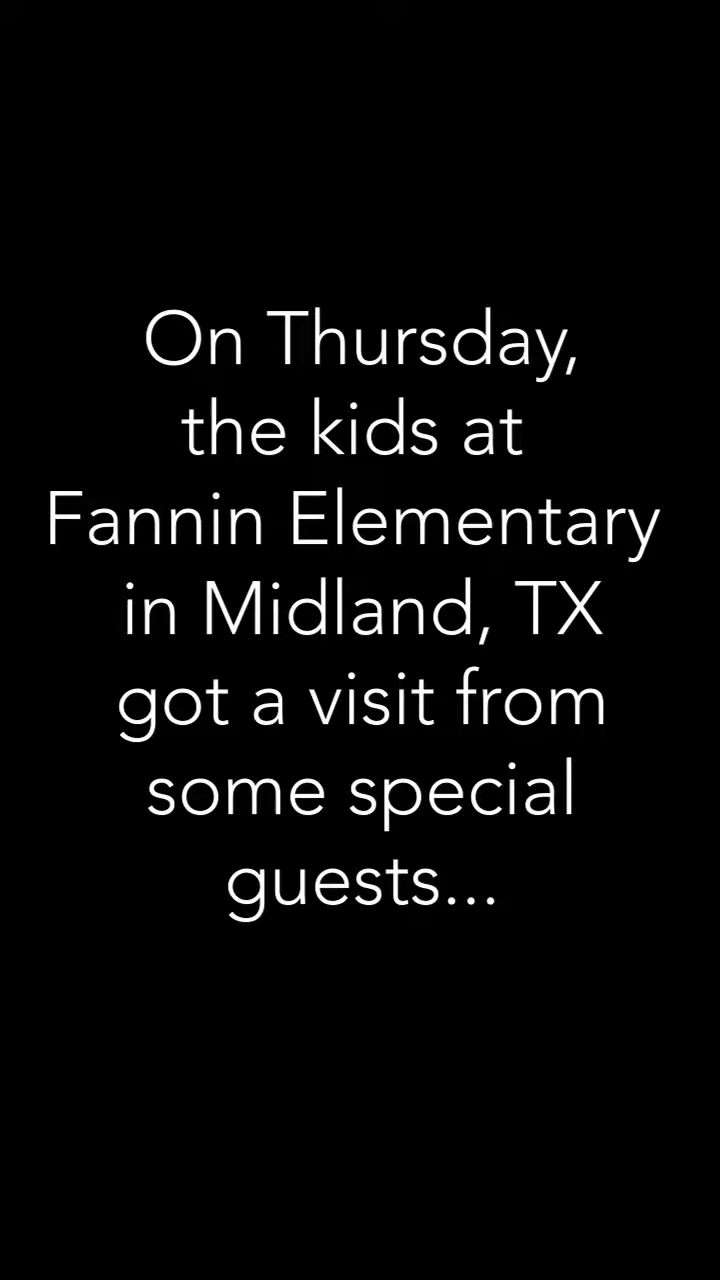 On Thursday,
the kids at
Fannin Elementary
in Midland, TX
got a visit from
some special
guests...